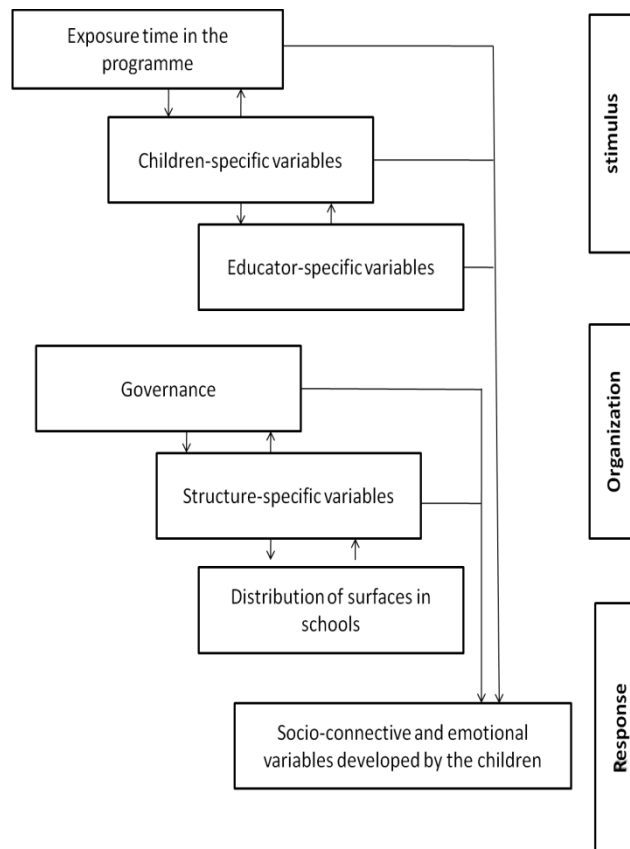 Exposure time in the
programme
stimulus
Children-specific variables
Educator-specific variables
Governance
Organization
Structure-specific variables
Distribution of surfaces in
schools
Response
Socio-connective and emotional
variables developed by the children